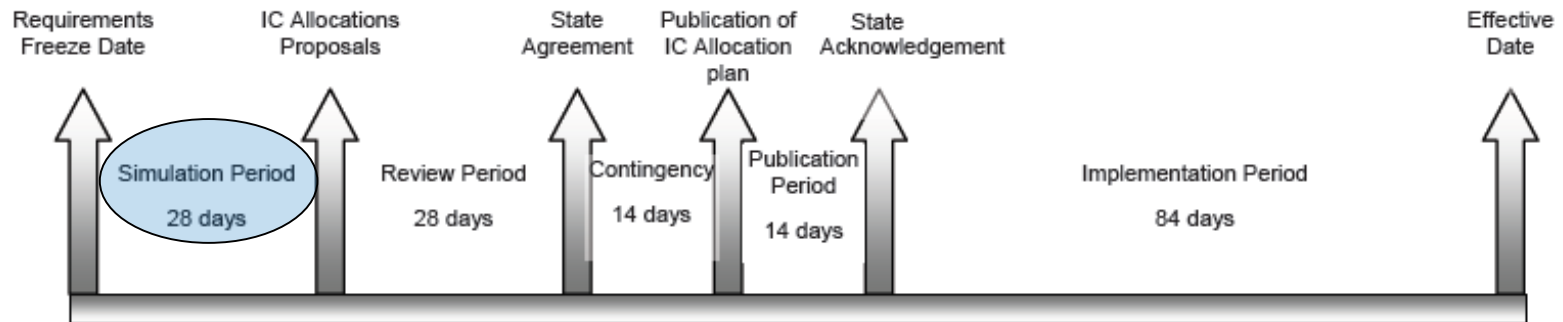 Requirements
Freeze Date
IC Allocations
Proposals
State
Agreement
Publication of
IC Allocation
plan
State
Acknowledgement
Effective
Date
Simulation Period
28 days
Review Period
28 days
Contingency
14 days
Publication
Period
14 days
Implementation Period
84 days